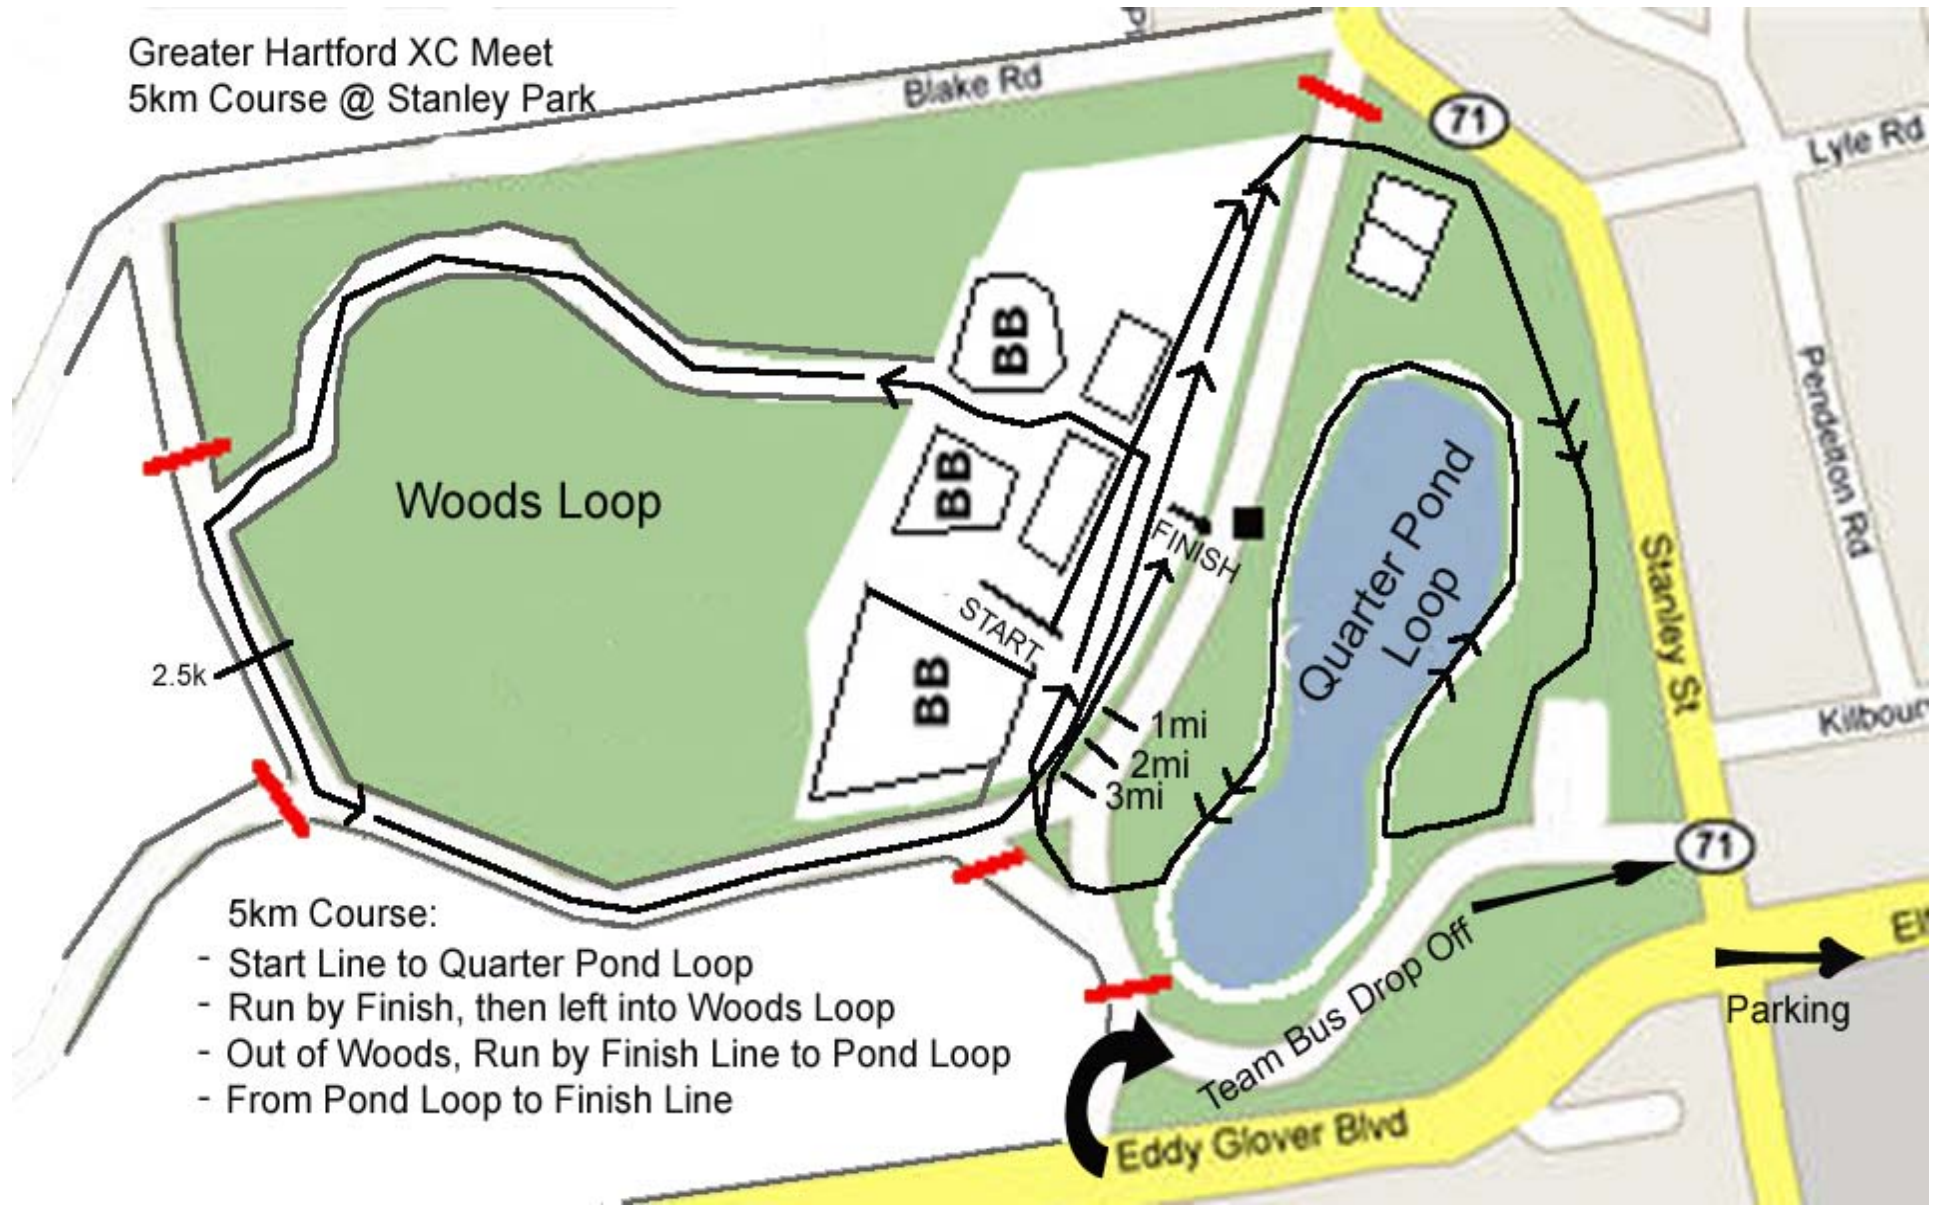 Greater Hartford XC Meet
5km Course @ Stanley Park
Blake Rd
71
Lyle Rd
Pendelton Rd
BB
BB
BB
Woods Loop
START
FINISH
Quarter Pond
Loop
Stanley St
2.5k
1mi
2mi
3mi
71
Team Bus Drop Off
Parking
Eddy Glover Blvd
5km Course:
- Start Line to Quarter Pond Loop
- Run by Finish, then left into Woods Loop
- Out of Woods, Run by Finish Line to Pond Loop
- From Pond Loop to Finish Line